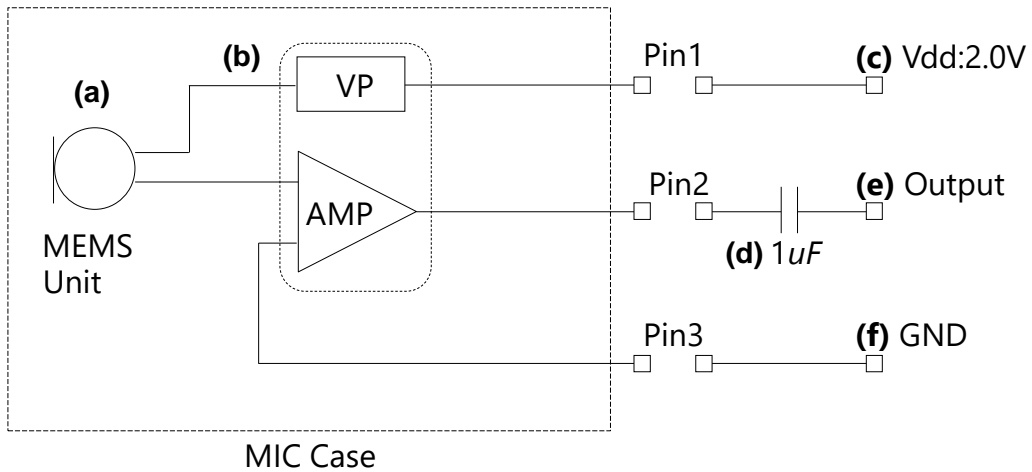 (b)
Pin1
(c) Vdd:2.0V
(a)
VP
Pin2
(e) Output
AMP
MEMS
Unit
(d) 1uF
Pin3
(f) GND
MIC Case